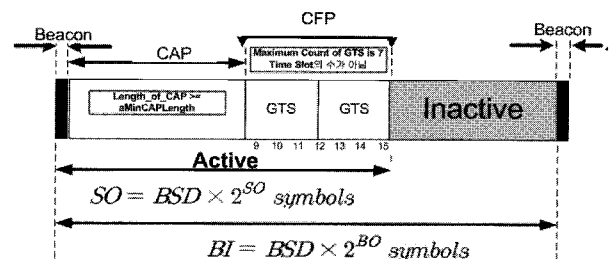 CFP
Beacon
Beacon
CAP
Maximum Count of GTS is 7
Time Slot의 수가 아님
Length_of_CAP >=
aMinCAPLength
GTS
GTS
Inactive
9 10 11 12 13 14 15
Active
SO = BSD × 2^SO symbols
BI = BSD × 2^BO symbols